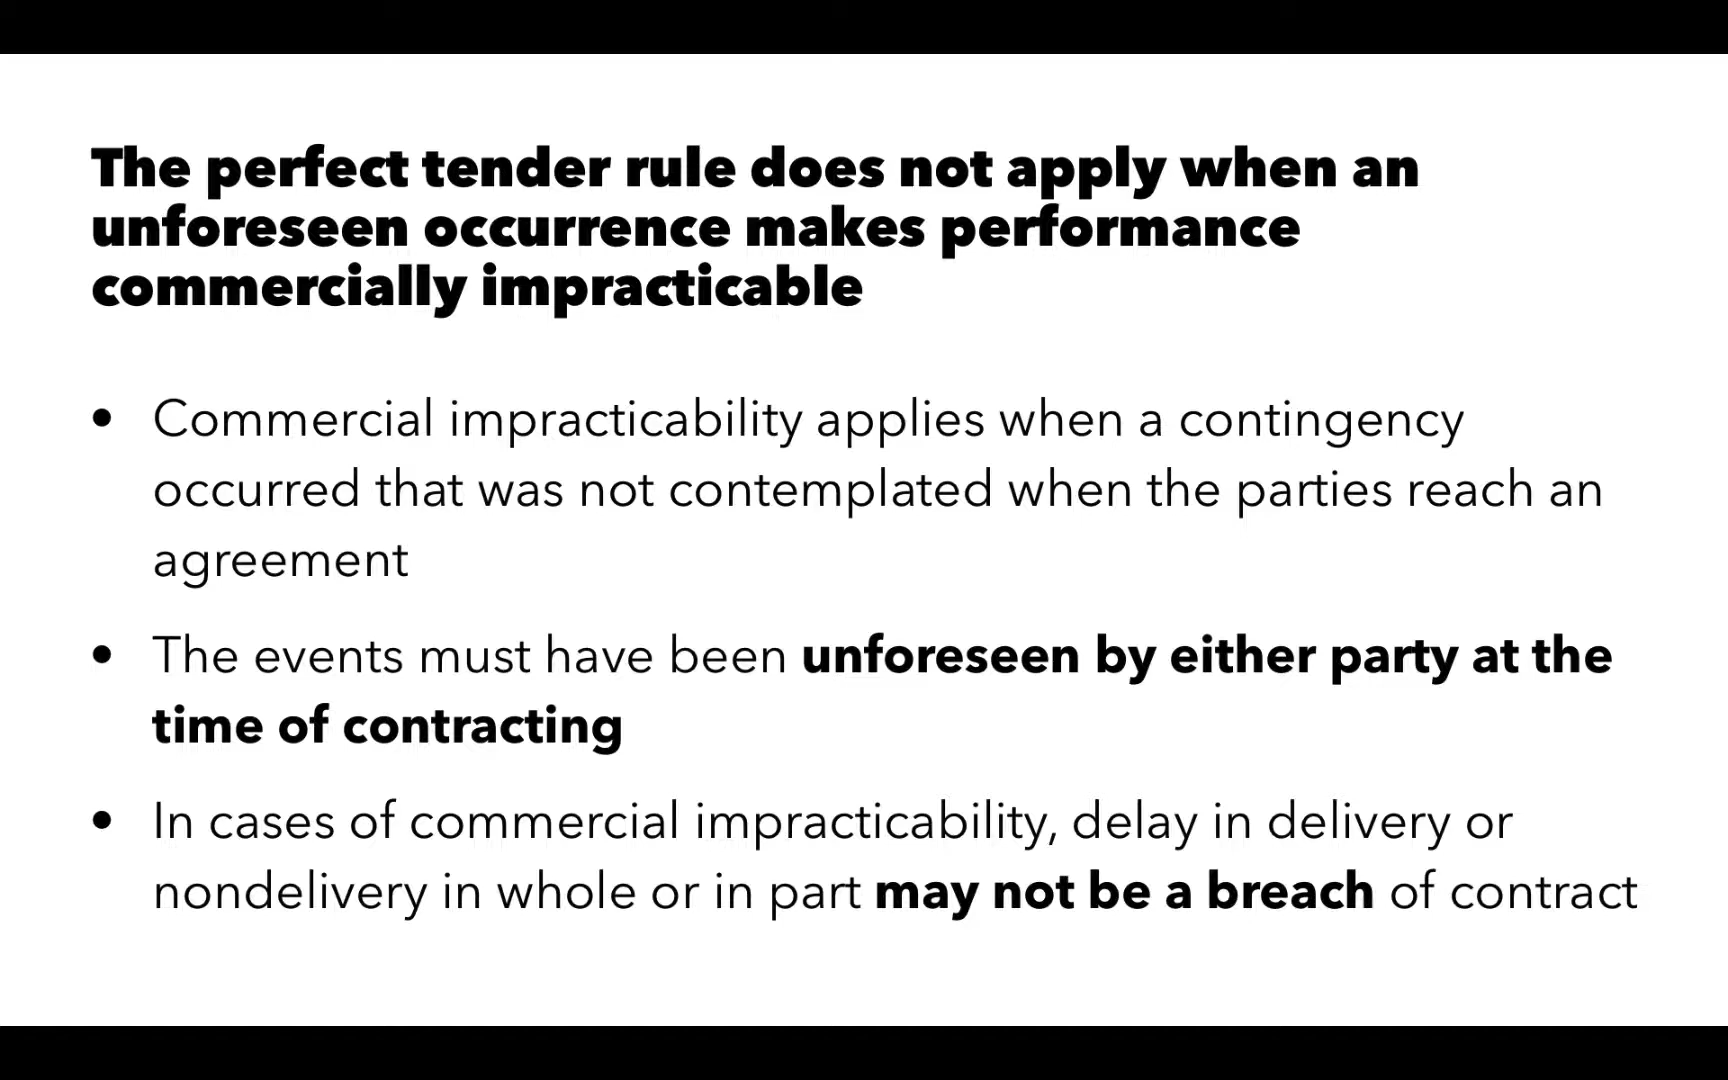 The perfect tender rule does not apply when an
unforeseen occurrence makes performance
commercially impracticable
• Commercial impracticability applies when a contingency
occurred that was not contemplated when the parties reach an
agreement
• The events must have been unforeseen by either party at the
time of contracting
• In cases of commercial impracticability, delay in delivery or
nondelivery in whole or in part may not be a breach of contract